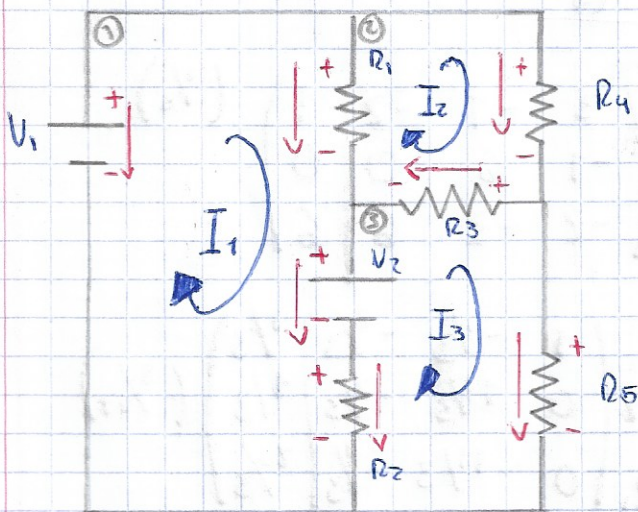 ① ②
R1
+ + +
I2
R4
V1
- - -
- +
③
R3
I1
+
V2
I3
-
+ +
R5
- -
R2